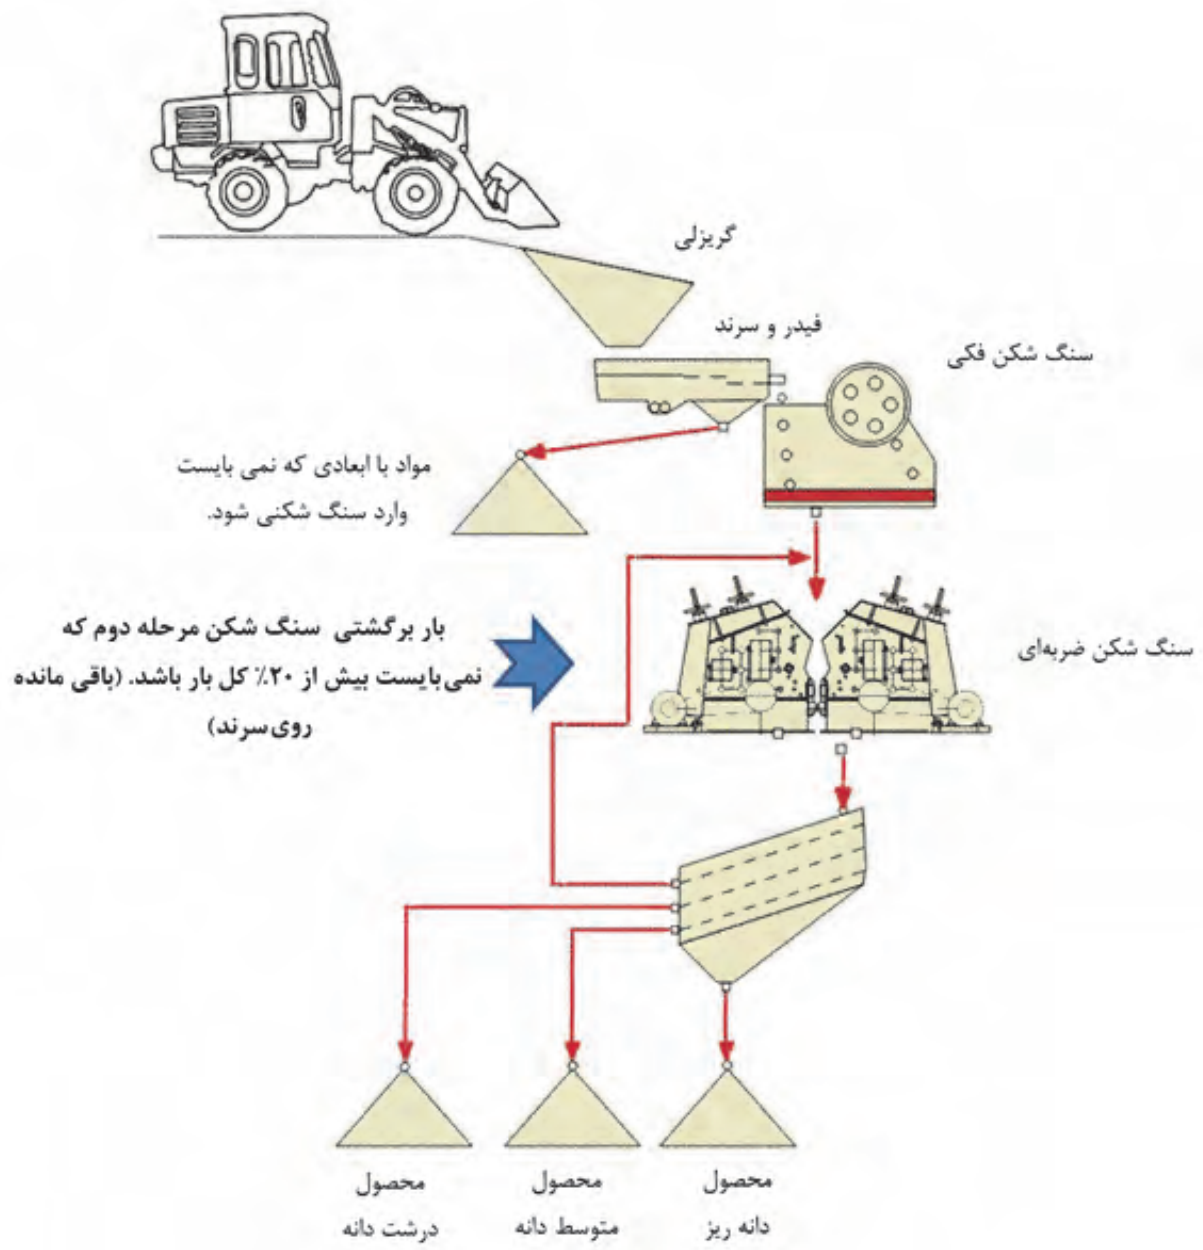 گریزلی
فیدر و سرند
سنگ شکن فکی
مواد با ابعادی که نمی بایست
وارد سنگ شکنی شود.
بار برگشتی سنگ شکن مرحله دوم که
نمی‌بایست بیش از ۲۰٪ کل بار باشد. (باقی مانده
روی‌سرند)
سنگ شکن ضربه‌ای
محصول
دانه ریز
محصول
متوسط دانه
محصول
درشت دانه